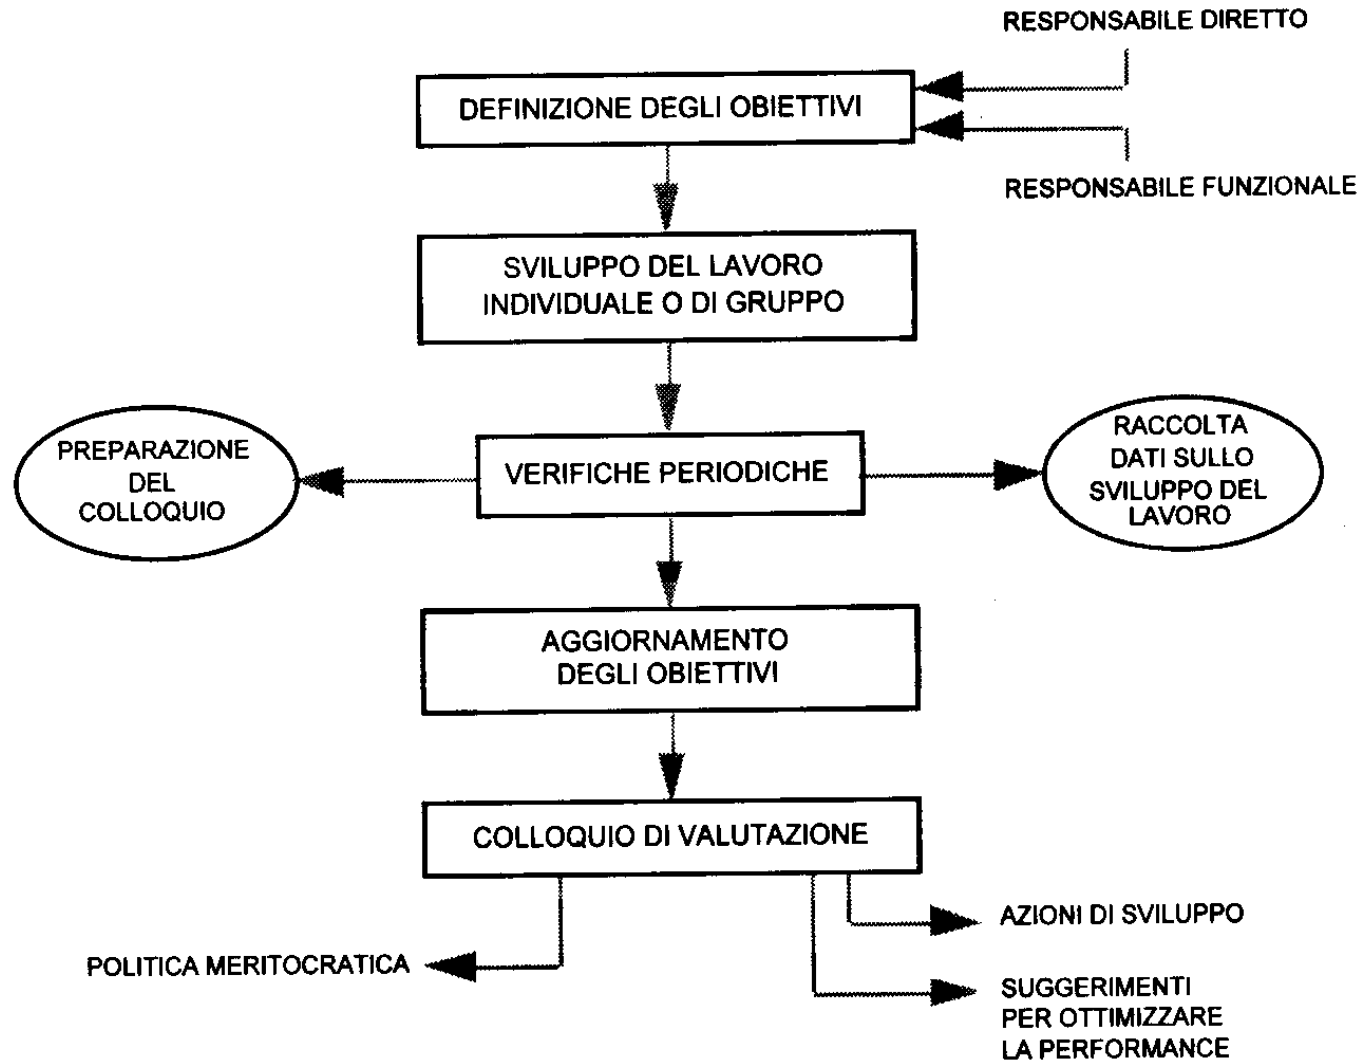 RESPONSABILE DIRETTO
DEFINIZIONE DEGLI OBIETTIVI
RESPONSABILE FUNZIONALE
SVILUPPO DEL LAVORO
INDIVIDUALE O DI GRUPPO
PREPARAZIONE
DEL
COLLOQUIO
VERIFICHE PERIODICHE
RACCOLTA
DATI SULLO
SVILUPPO DEL
LAVORO
AGGIORNAMENTO
DEGLI OBIETTIVI
COLLOQUIO DI VALUTAZIONE
AZIONI DI SVILUPPO
POLITICA MERITOCRATICA
SUGGERIMENTI
PER OTTIMIZZARE
LA PERFORMANCE